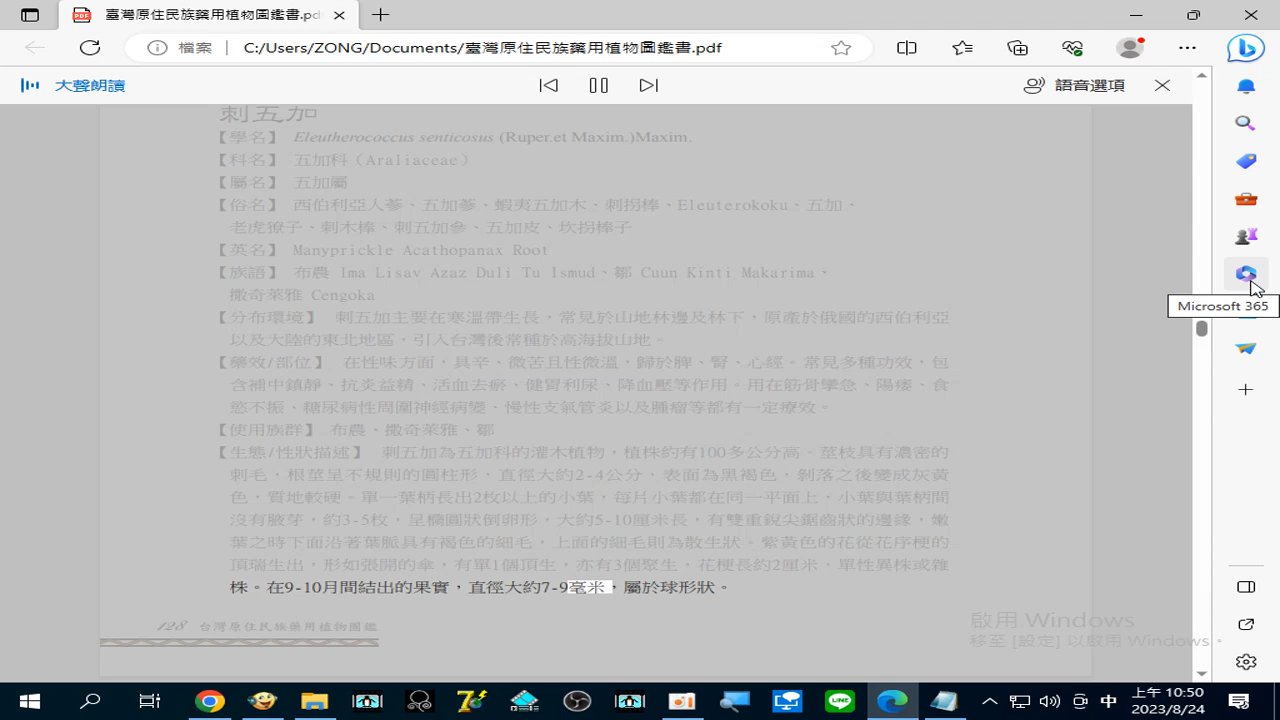 臺灣原住民族藥用植物圖鑑書.pd
檔案
C:/Users/ZONG/Documents/臺灣原住民族藥用植物圖鑑書.pdf
大聲朗讀
語音選項
刺五加
【學名】 Eleutherococcus senticosus (Ruper.et Maxim.)Maxim.
【科名】 五加科（Araliaceae）
【屬名】 五加屬
【俗名】 西伯利亞人蔘、五加蔘、蝦夷五加木、刺拐棒、Eleuterokoku、五加、
老虎獠子、刺木棒、刺五加參、五加皮、坎拐棒子
【英名】 Manyprickle Acathopanax Root
【族語】 布農 Ima Lisav Azaz Duli Tu Ismud、鄒 Cuun Kinti Makarima、
撒奇萊雅 Cengoka
【分布環境】 刺五加主要在寒溫帶生長，常見於山地林邊及林下、原產於俄國的西伯利亞
以及大陸的東北地區，引入台灣後常種於高海拔山地。
【藥效/部位】 在性味方面，具辛、微苦且性微溫，歸於脾、腎、心經。常見多種功效，包
含補中鎮靜、抗炎益精、活血去瘀、健胃利尿、降血壓等作用。用在筋骨攣急、陽痿、食
慾不振、糖尿病性周圍神經病變、慢性支氣管炎以及腫瘤等都有一定療效。
【使用族群】 布農、撒奇萊雅、鄒
【生態/性狀描述】 刺五加為五加科的灌木植物，植株約有100多公分高。莖枝具有濃密的
刺毛，根莖呈不規則的圓柱形，直徑大約2-4公分，表面為黑褐色，剝落之後變成灰黃
色，質地較硬。單一葉柄長出2枚以上的小葉，每片小葉都在同一平面上，小葉與葉柄間
沒有腋芽，約3-5枚，呈橢圓狀倒卵形，大約5-10厘米長，有雙重銳尖鋸齒狀的邊緣，嫩
葉之時下面沿著葉脈具有褐色的細毛，上面的細毛則為散生狀。紫黃色的花從花序梗的
頂端生出，形如張開的傘，有單1個頂生，亦有3個聚生，花梗長約2厘米，單性異株或雜
株。在9-10月間結出的果實，直徑大約7-9毫米，屬於球形狀。
128 台灣原住民族藥用植物圖鑑
Microsoft 365
啟用 Windows
移至 [設定] 以啟用 Windows。
中
上午 10:50
2023/8/24